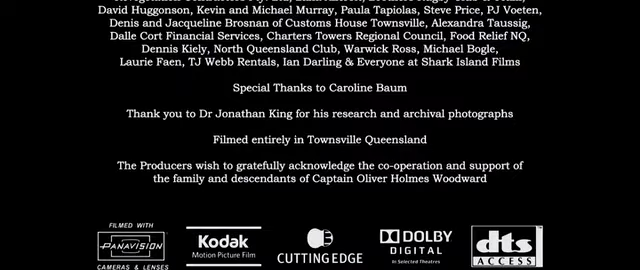 David Huggonson, Kevin and Michael Murray, Paula Tapiolas, Steve Price, PJ Voeten,
Denis and Jacqueline Brosnan of Customs House Townsville, Alexandra Taussig,
Dalle Cort Financial Services, Charters Towers Regional Council, Food Relief NQ,
Dennis Kiely, North Queensland Club, Warwick Ross, Michael Bogle,
Laurie Faen, TJ Webb Rentals, Ian Darling & Everyone at Shark Island Films
Special Thanks to Caroline Baum
Thank you to Dr Jonathan King for his research and archival photographs
Filmed entirely in Townsville Queensland
The Producers wish to gratefully acknowledge the co-operation and support of
the family and descendants of Captain Oliver Holmes Woodward
FILMED WITH
PANAVISION
CAMERAS & LENSES
Kodak
Motion Picture Film
CUTTING EDGE
DOLBY
DIGITAL
In Selected Theatres
dts
ACCESS